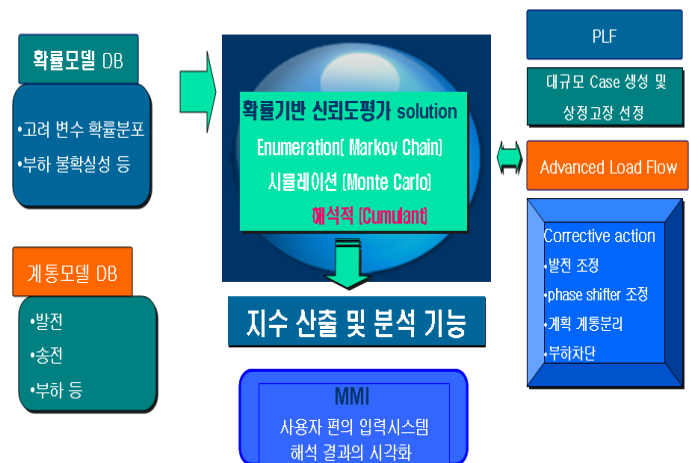 확률모델 DB
•고려 변수 확률분포
•부하 불확실성 등
계통모델 DB
•발전
•송전
•부하 등
확률기반 신뢰도평가 solution
Enumeration( Markov Chain)
시뮬레이션 (Monte Carlo)
해석적 (Cumulant)
지수 산출 및 분석 기능
MMI
사용자 편의 입력시스템
해석 결과의 시각화
PLF
대규모 Case 생성 및
상정고장 선정
Advanced Load Flow
Corrective action
•발전 조정
•phase shifter 조정
•계획 계통분리
•부하차단